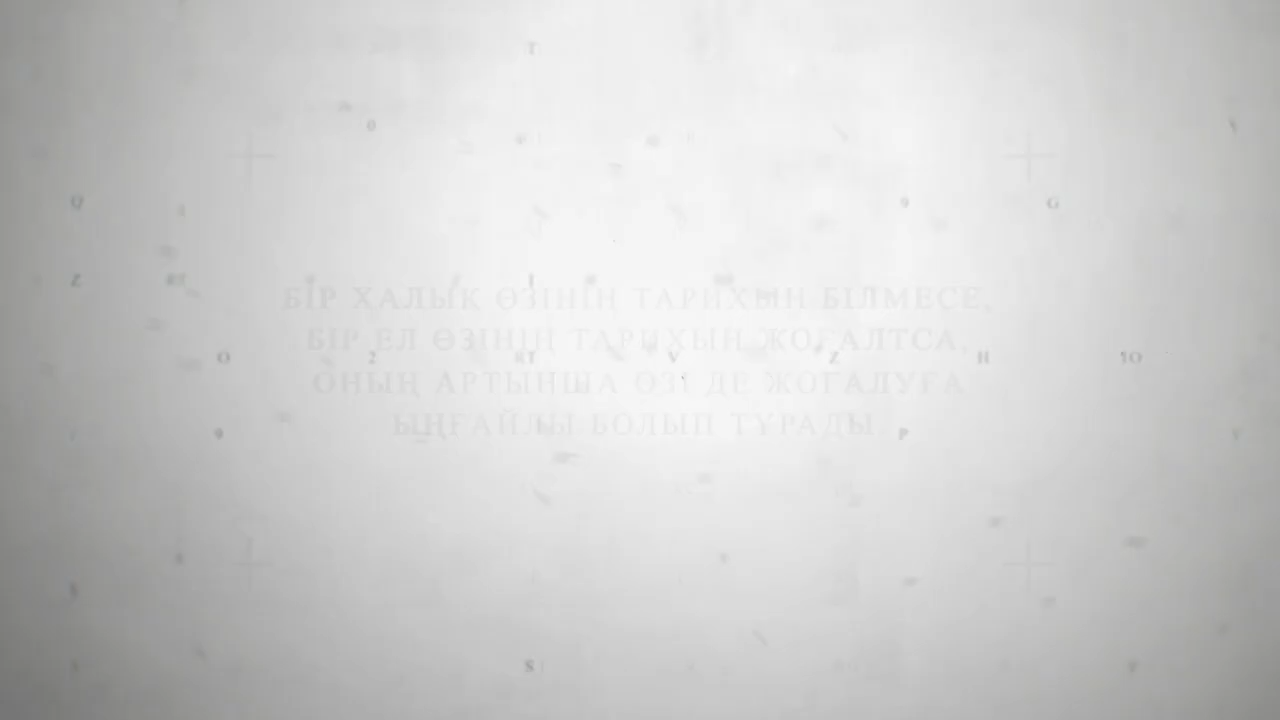 БІР ХАЛЫҚ ӨЗІНІҢ ТАРИХЫН БІЛМЕСЕ,
БІР ЕЛ ӨЗІНІҢ ТАРИХЫН ЖОҒАЛТСА,
ОНЫҢ АРТЫНША ӨЗІ ДЕ ЖОҒАЛУҒА
ЫҢҒАЙЛЫ БОЛЫП ТҰРАДЫ.